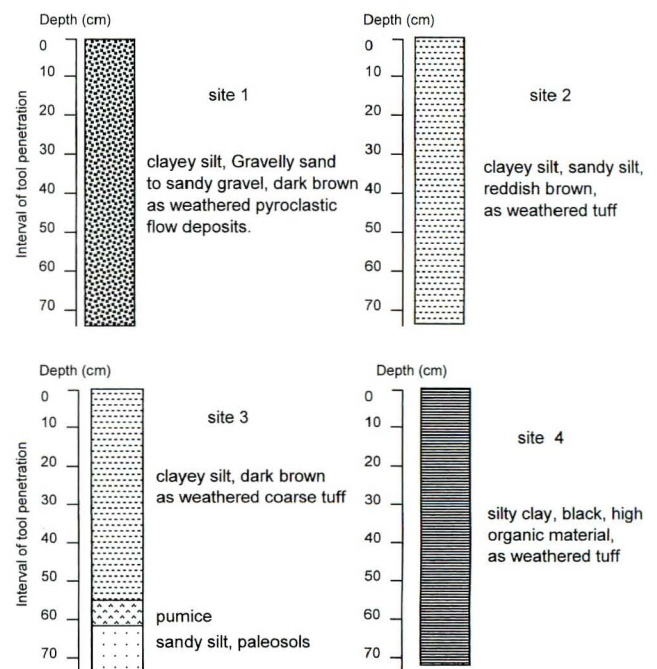 Depth (cm)
0
10
20
30
40
50
60
70
Interval of tool penetration
site 1
clayey silt, Gravelly sand
to sandy gravel, dark brown
as weathered pyroclastic
flow deposits.
Depth (cm)
0
10
20
30
40
50
60
70
site 2
clayey silt, sandy silt,
reddish brown,
as weathered tuff
Depth (cm)
0
10
20
30
40
50
60
70
Interval of tool penetration
site 3
clayey silt, dark brown
as weathered coarse tuff
pumice
sandy silt, paleosols
Depth (cm)
0
10
20
30
40
50
60
70
site 4
silty clay, black, high
organic material,
as weathered tuff